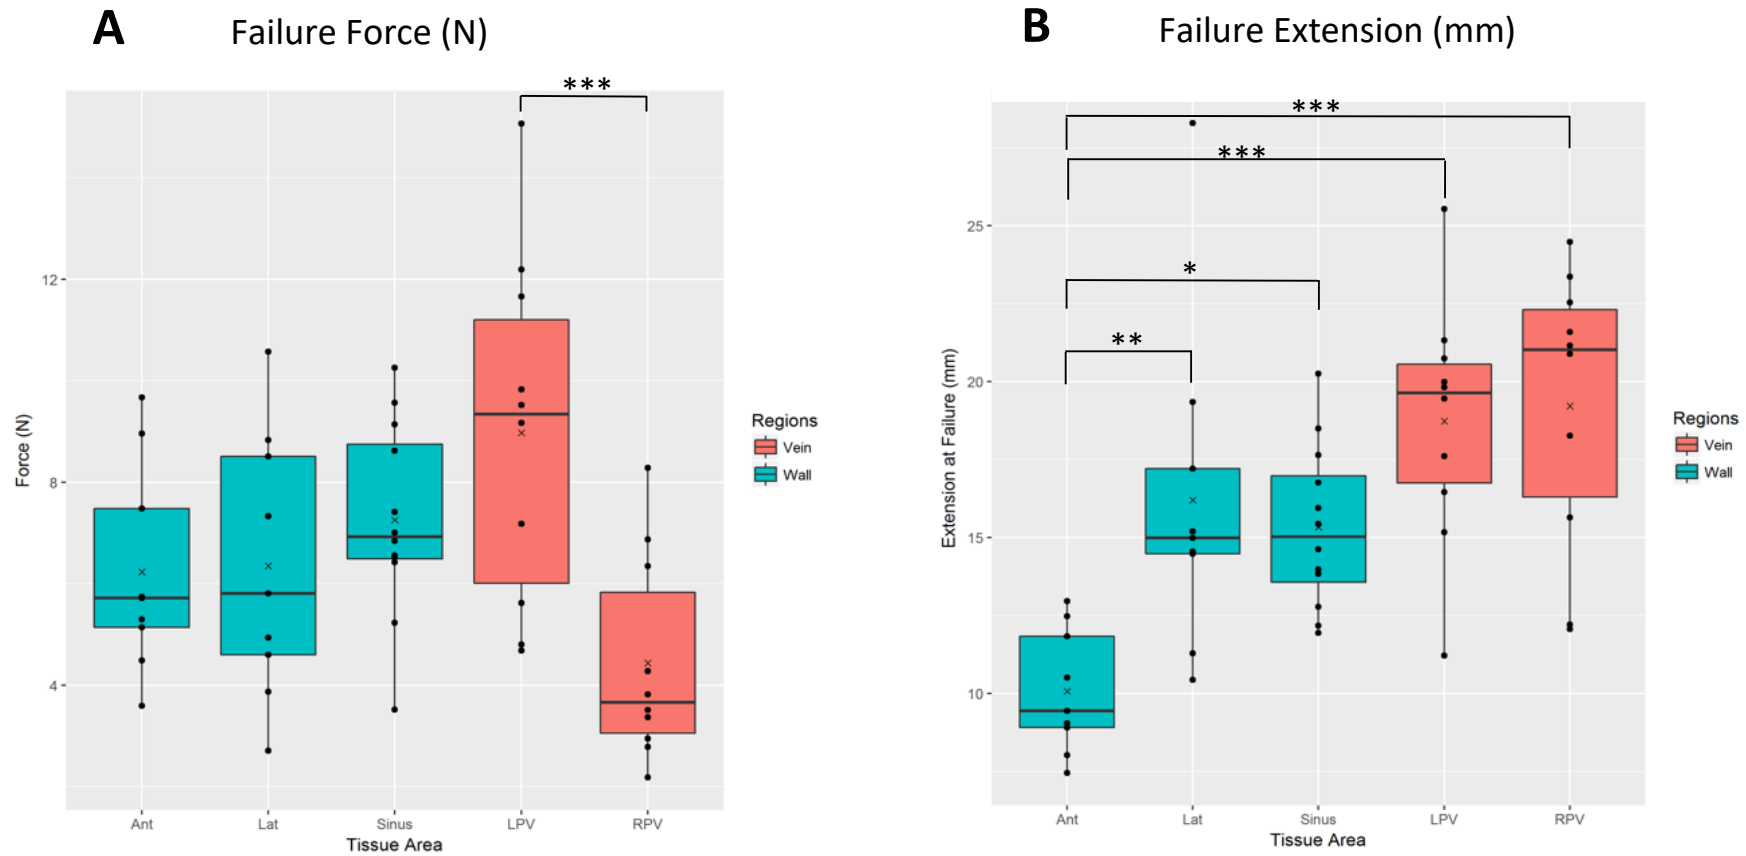 A
Failure Force (N)
***
12
8
4
Force (N)
Ant
Lat
Sinus
LPV
RPV
Tissue Area
Regions
Vein
Wall
B
Failure Extension (mm)
***
***
*
**
25
20
15
10
Extension at Failure (mm)
Ant
Lat
Sinus
LPV
RPV
Tissue Area
Regions
Vein
Wall